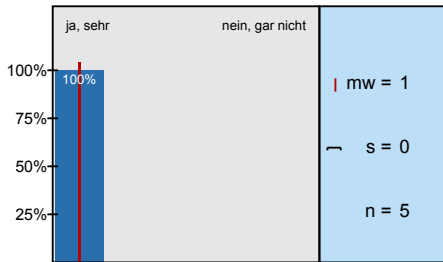 ja, sehr nein, gar nicht
100%
100%
75%
50%
25%
mw = 1
s = 0
n = 5